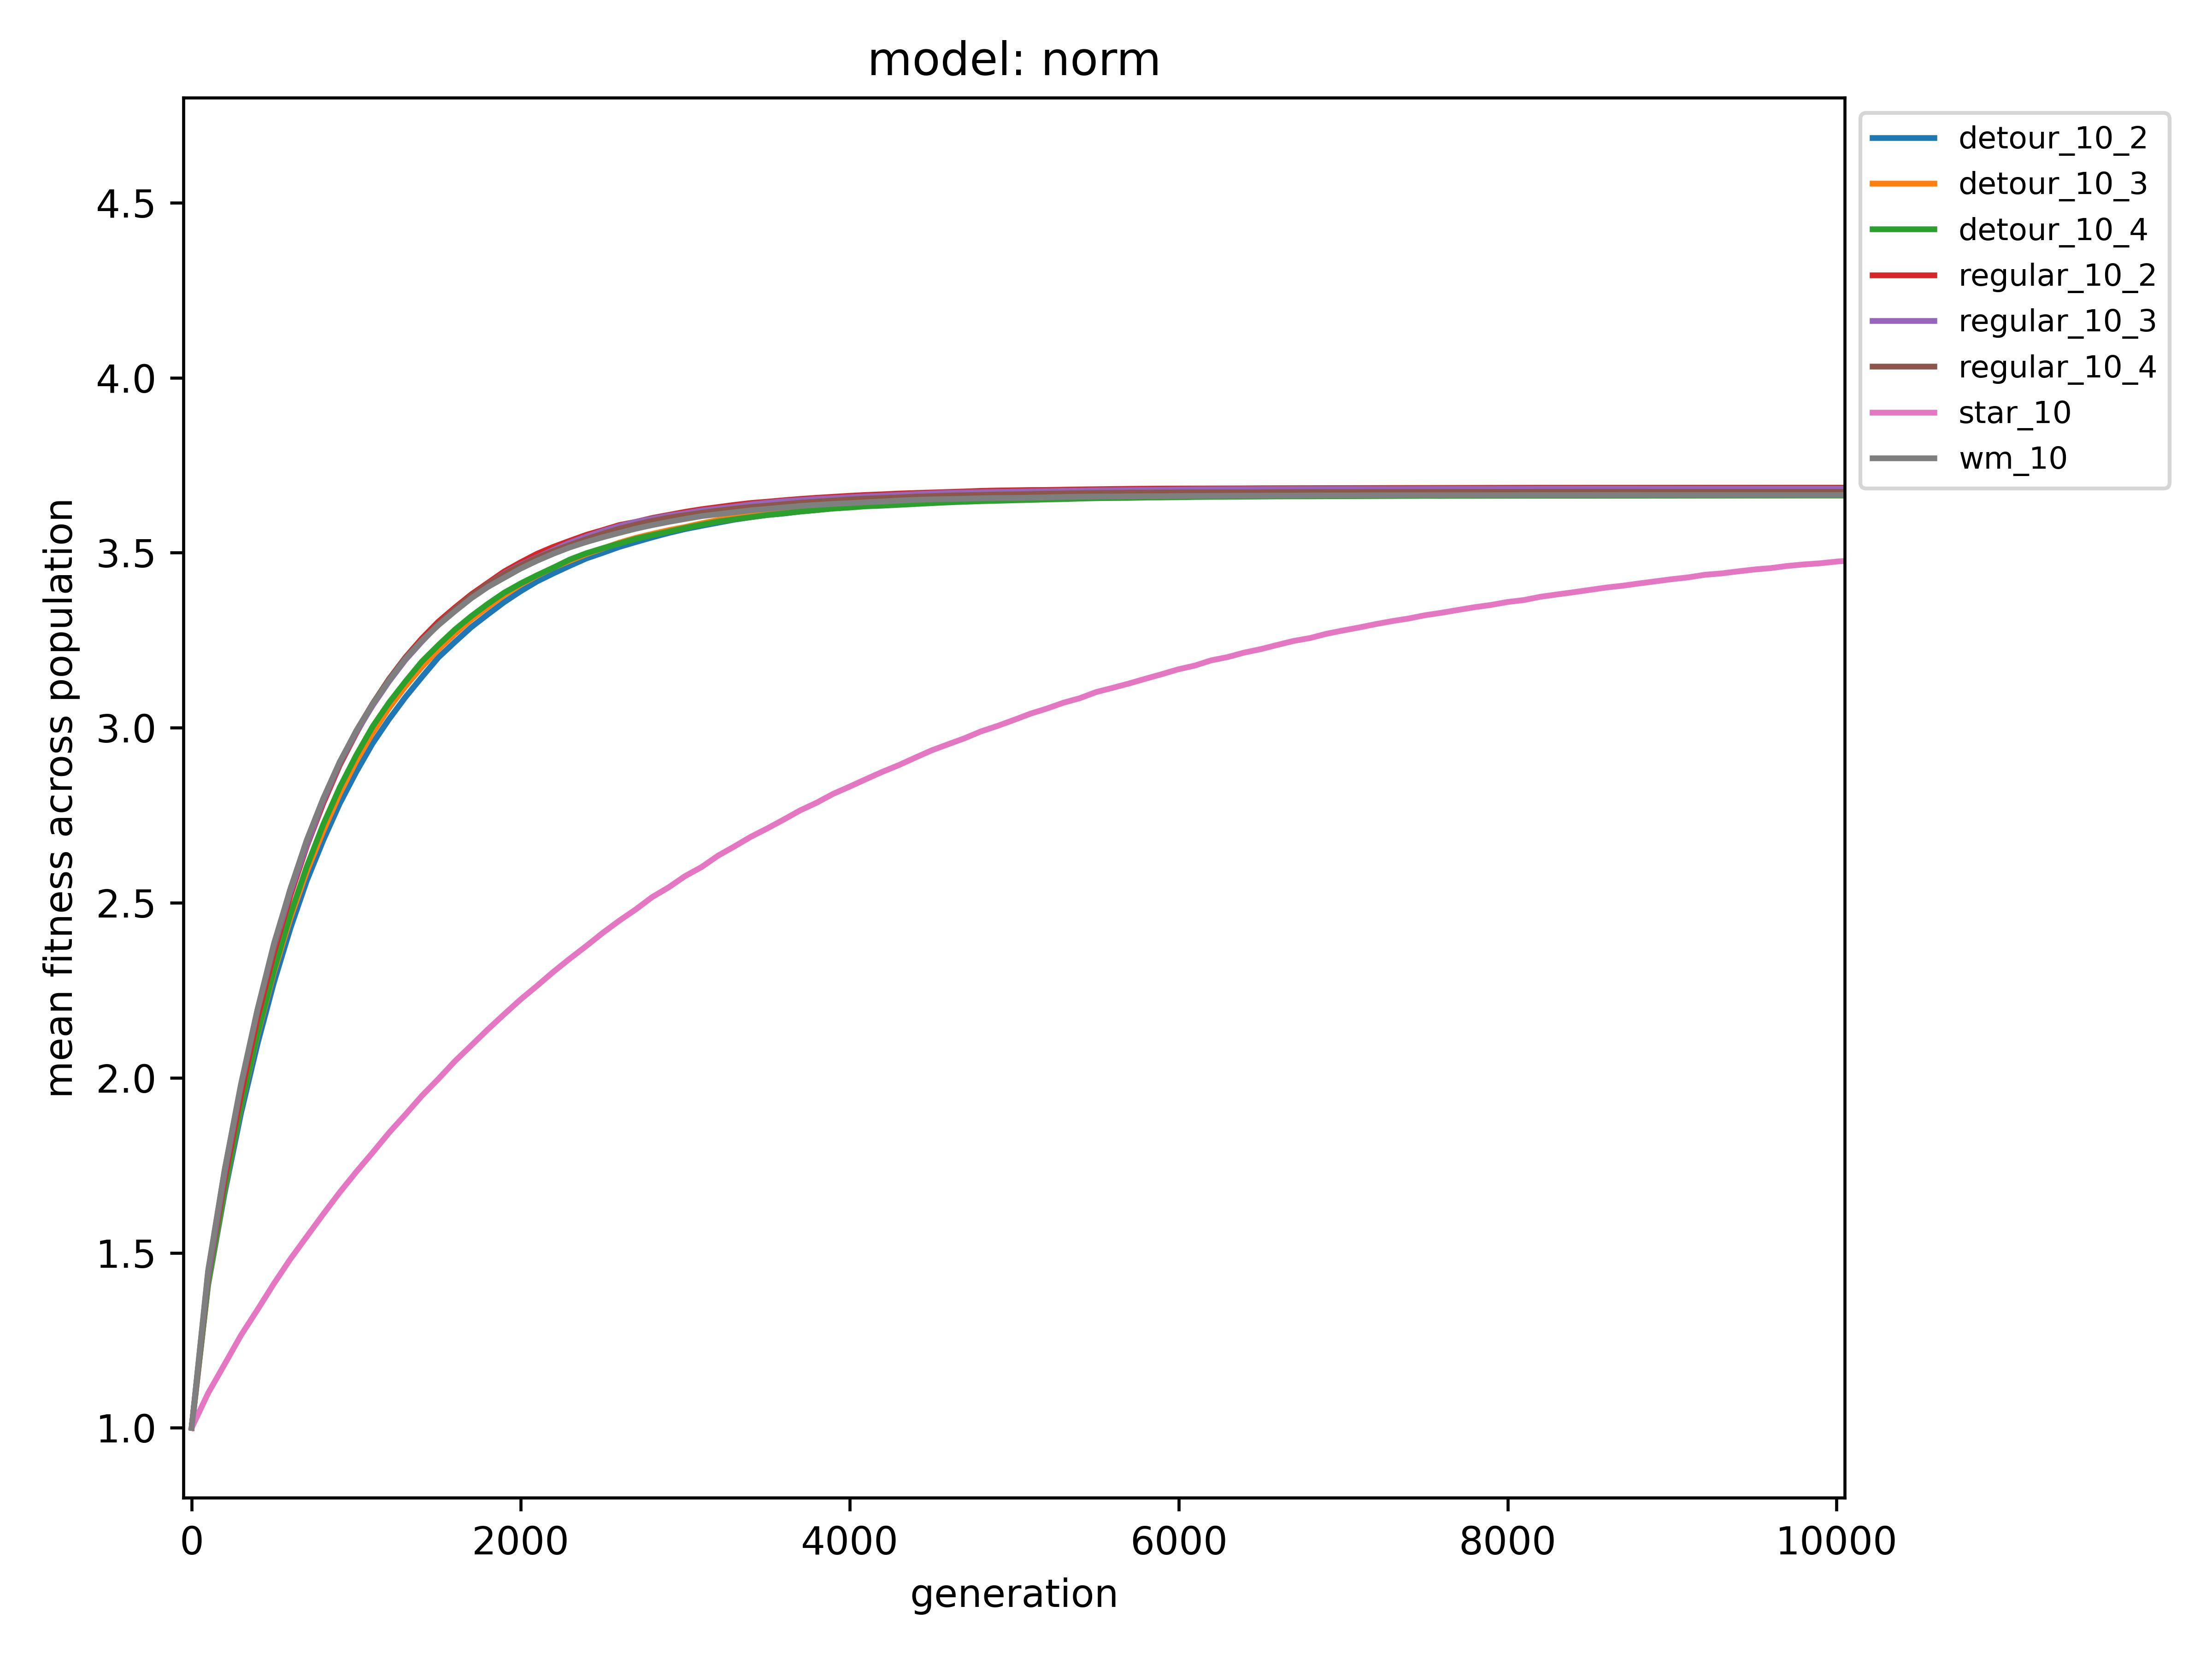 model: norm
mean fitness across population
4.5
4.0
3.5
3.0
2.5
2.0
1.5
1.0
0
2000
4000
6000
8000
10000
generation
detour_10_2
detour_10_3
detour_10_4
regular_10_2
regular_10_3
regular_10_4
star_10
wm_10